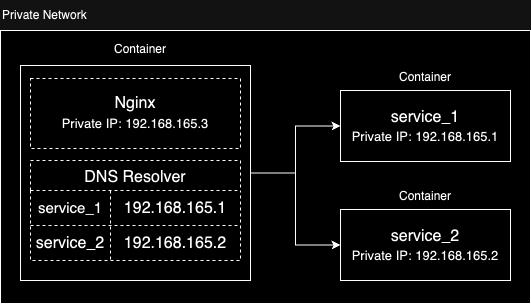 Private Network
Container
Nginx
Private IP: 192.168.165.3
DNS Resolver
service_1 192.168.165.1
service_2 192.168.165.2
Container
service_1
Private IP: 192.168.165.1
Container
service_2
Private IP: 192.168.165.2